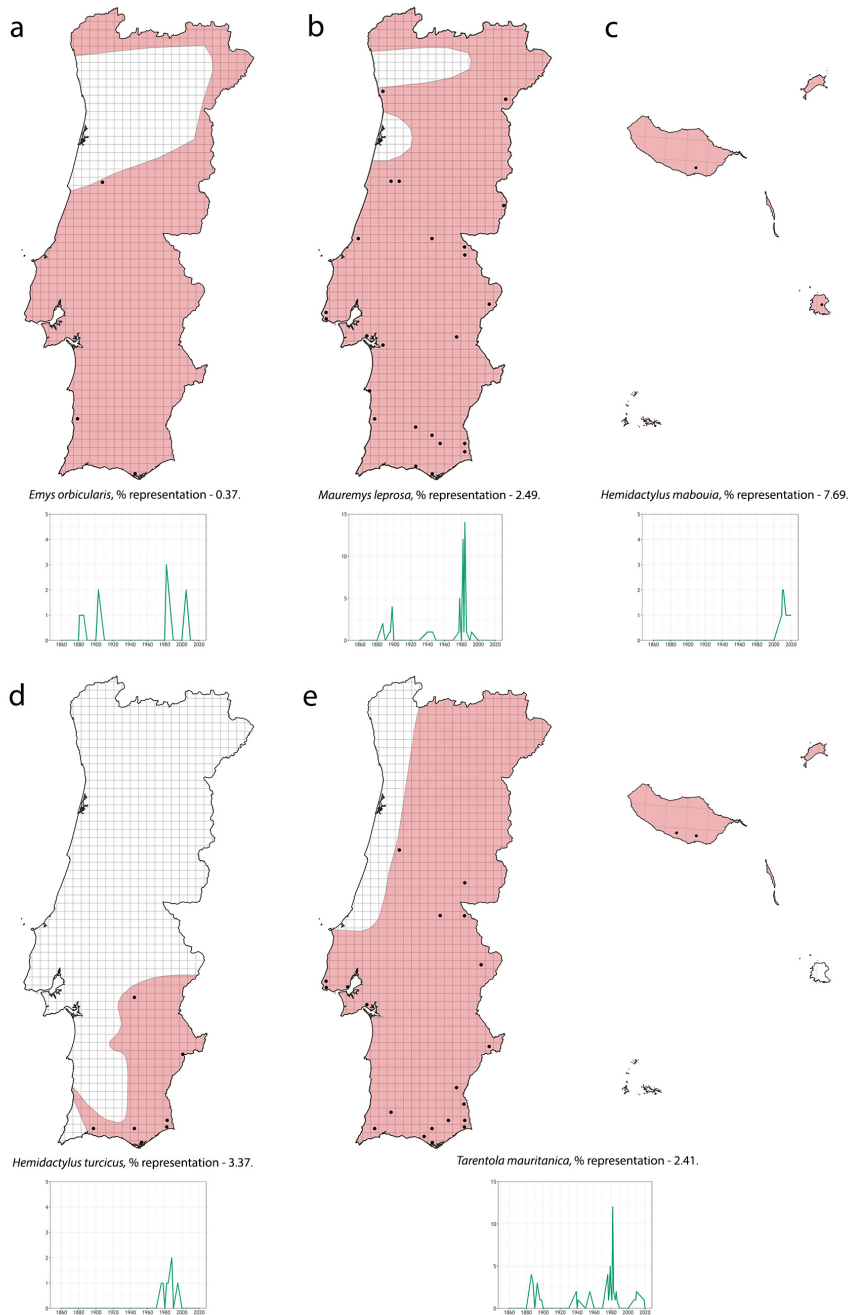 a
b
c
Emys orbicularis, % representation - 0.37.
Mauremys leprosa, % representation - 2.49.
Hemidactylus mabouia, % representation - 7.69.
5
4
3
2
1
0
1860 1880 1900 1920 1940 1960 1980 2000 2020
15
10
5
0
1860 1880 1900 1920 1940 1960 1980 2000 2020
5
4
3
2
1
0
1860 1880 1900 1920 1940 1960 1980 2000 2020
d
e
Hemidactylus turcicus, % representation - 3.37.
Tarentola mauritanica, % representation - 2.41.
5
4
3
2
1
0
1860 1880 1900 1920 1940 1960 1980 2000 2020
15
10
5
0
1860 1880 1900 1920 1940 1960 1980 2000 2020